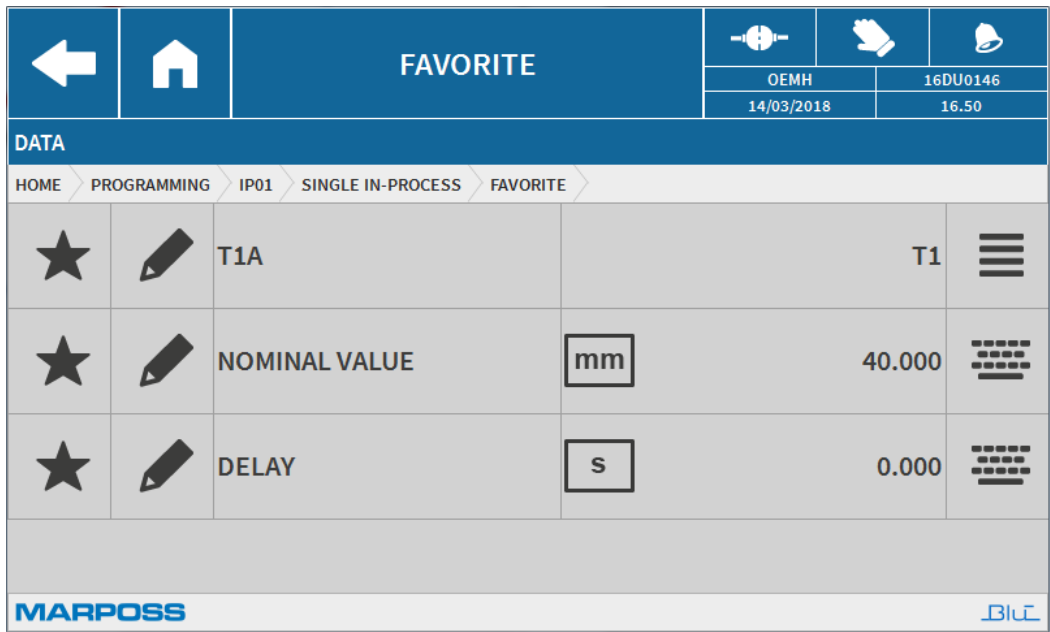 FAVORITE
OEMH 16DU0146
14/03/2018 16.50
DATA
HOME PROGRAMMING IP01 SINGLE IN-PROCESS FAVORITE
T1A T1
NOMINAL VALUE mm 40.000
DELAY s 0.000
MARPOSS BLÚ